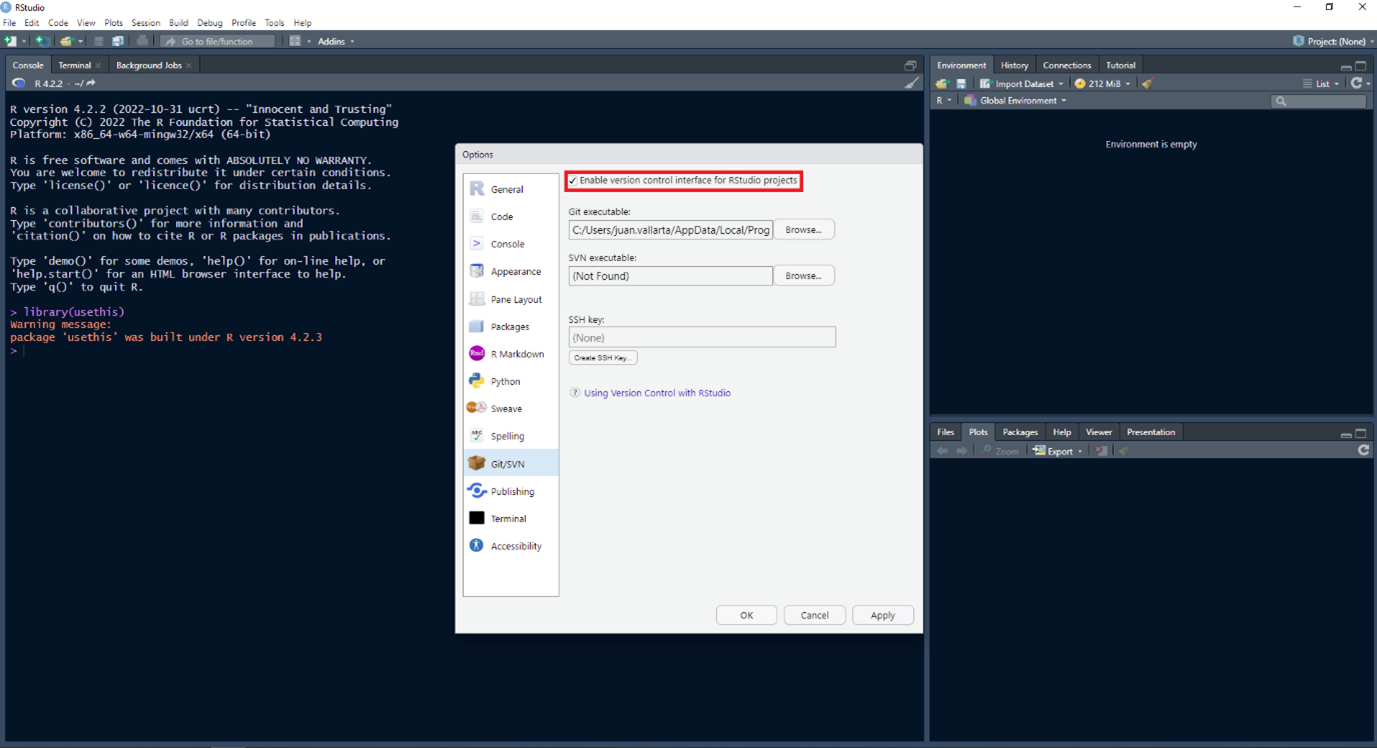 RStudio
File Edit Code View Plots Session Build Debug Profile Tools Help
Go to file/function Addins Project: (None)
Console Terminal Background Jobs
R 4.2.2 · ~/
R version 4.2.2 (2022-10-31 ucrt) -- "Innocent and Trusting"
Copyright (C) 2022 The R Foundation for Statistical Computing
Platform: x86_64-w64-mingw32/x64 (64-bit)
R is free software and comes with ABSOLUTELY NO WARRANTY.
You are welcome to redistribute it under certain conditions.
Type 'license()' or 'licence()' for distribution details.
R is a collaborative project with many contributors.
Type 'contributors()' for more information and
'citation()' on how to cite R or R packages in publications.
Type 'demo()' for some demos, 'help()' for on-line help, or
'help.start()' for an HTML browser interface to help.
Type 'q()' to quit R.
> library(usethis)
Warning message:
package 'usethis' was built under R version 4.2.3
>
Options
R General
Code
> Console
Appearance
Pane Layout
Packages
Rmd R Markdown
Python
Sweave
ABC Spelling
Git/SVN
Publishing
Terminal
Accessibility
Enable version control interface for RStudio projects
Git executable:
C:/Users/juan.vallarta/AppData/Local/Prog Browse...
SVN executable:
(Not Found) Browse...
SSH key:
(None)
Create SSH Key...
? Using Version Control with RStudio
OK Cancel Apply
Environment History Connections Tutorial
Import Dataset 212 MiB List
R Global Environment
Environment is empty
Files Plots Packages Help Viewer Presentation
Zoom Export